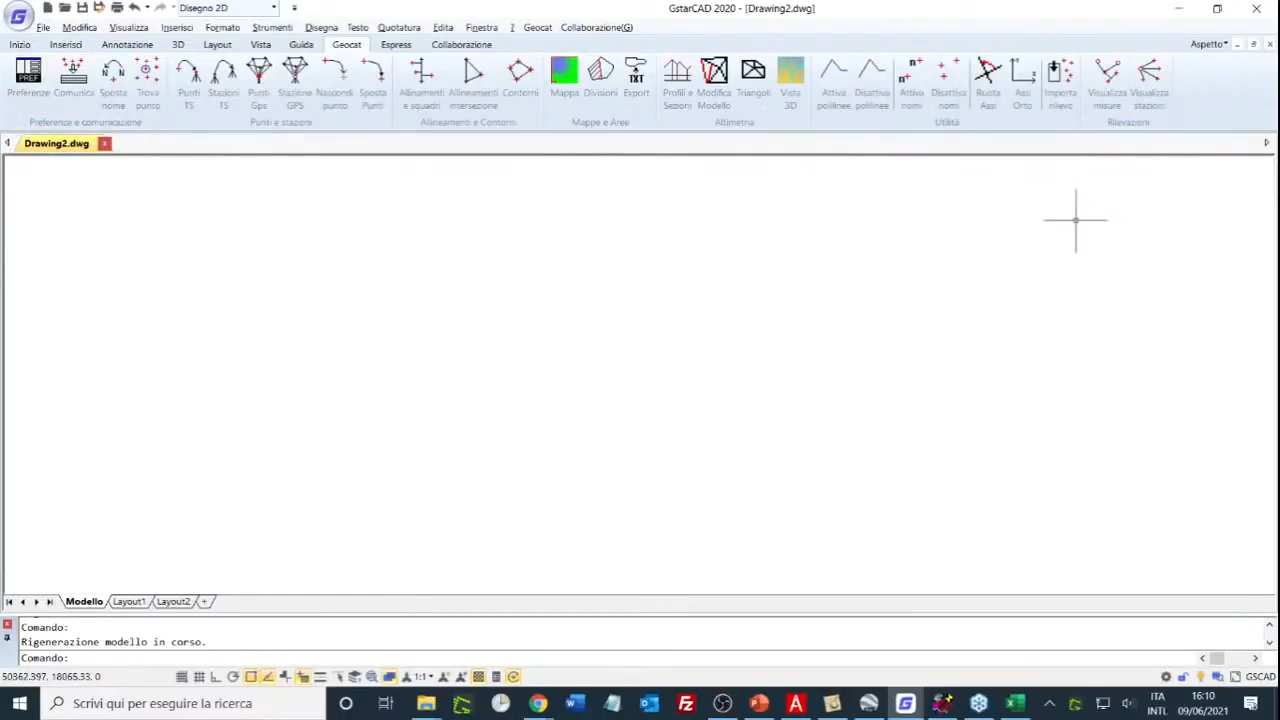 Disegno 2D
GstarCAD 2020 - [Drawing2.dwg]
File Modifica Visualizza Inserisci Formato Strumenti Disegna Testo Quotatura Edita Finestra ? Geocat Collaborazione(G)
Inizio Inserisci Annotazione 3D Layout Vista Guida Geocat Espress Collaborazione Aspetto
PREF TXT
Preferenze Comunica Sposta nome Trova punto Punti TS Stazioni TS Punti Gps Stazione GPS Nascondi punto Sposta Punti Allineamenti e squadri Allineamenti intersezione Contorni Mappa Divisioni Export Profili e Sezioni Modifica Modello Triangoli Vista 3D Attiva polilinee Disattiva polilinee Attiva nomi Disattiva nomi Ruota Assi Assi Orto Importa rilievo Visualizza misure Visualizza stazioni
Preferenze e comunicazione Punti e stazioni Allineamenti e Contorni Mappe e Aree Altimetria Utilità Rilevazioni
Drawing2.dwg
Modello Layout1 Layout2 +
Comando:
Rigenerazione modello in corso.
Comando:
50362.397, 18065.33, 0 1:1 GSCAD
Scrivi qui per eseguire la ricerca
ITA 16:10
INTL 09/06/2021